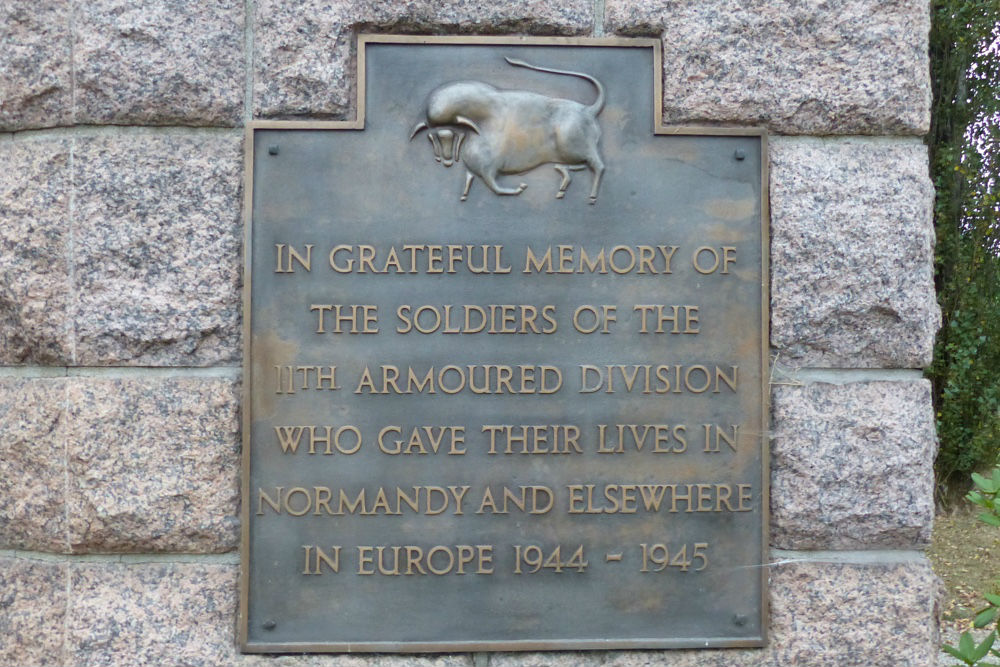 IN GRATEFUL MEMORY OF
THE SOLDIERS OF THE
11TH ARMOURED DIVISION
WHO GAVE THEIR LIVES IN
NORMANDY AND ELSEWHERE
IN EUROPE 1944 - 1945